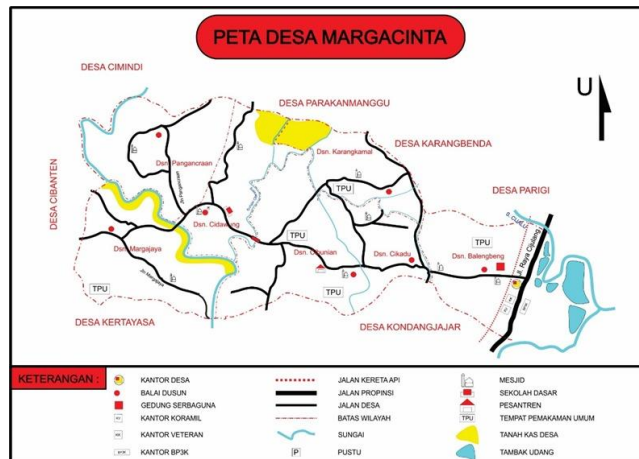 PETA DESA MARGACINTA
U
DESA CIMINDI
DESA PARAKANMANGGU
DESA KARANGBENDA
DESA PARIGI
DESA CIBANTEN
Dsn. Pangancraan
Dsn. Karangkamal
TPU
Dsn. Cidawung
Dsn. Margajaya
TPU
Dsn. Cibunian
Dsn. Cikadu
TPU
Dsn. Balengbeng
Jl. Raya Cijulang
TPU
TPU
DESA KERTAYASA
DESA KONDANGJAJAR
KETERANGAN :
KANTOR DESA
BALAI DUSUN
GEDUNG SERBAGUNA
KANTOR KORAMIL
KANTOR VETERAN
KANTOR BP3K
JALAN KERETA API
JALAN PROPINSI
JALAN DESA
BATAS WILAYAH
SUNGAI
P
PUSTU
MESJID
SEKOLAH DASAR
PESANTREN
TPU
TEMPAT PEMAKAMAN UMUM
TANAH KAS DESA
TAMBAK UDANG